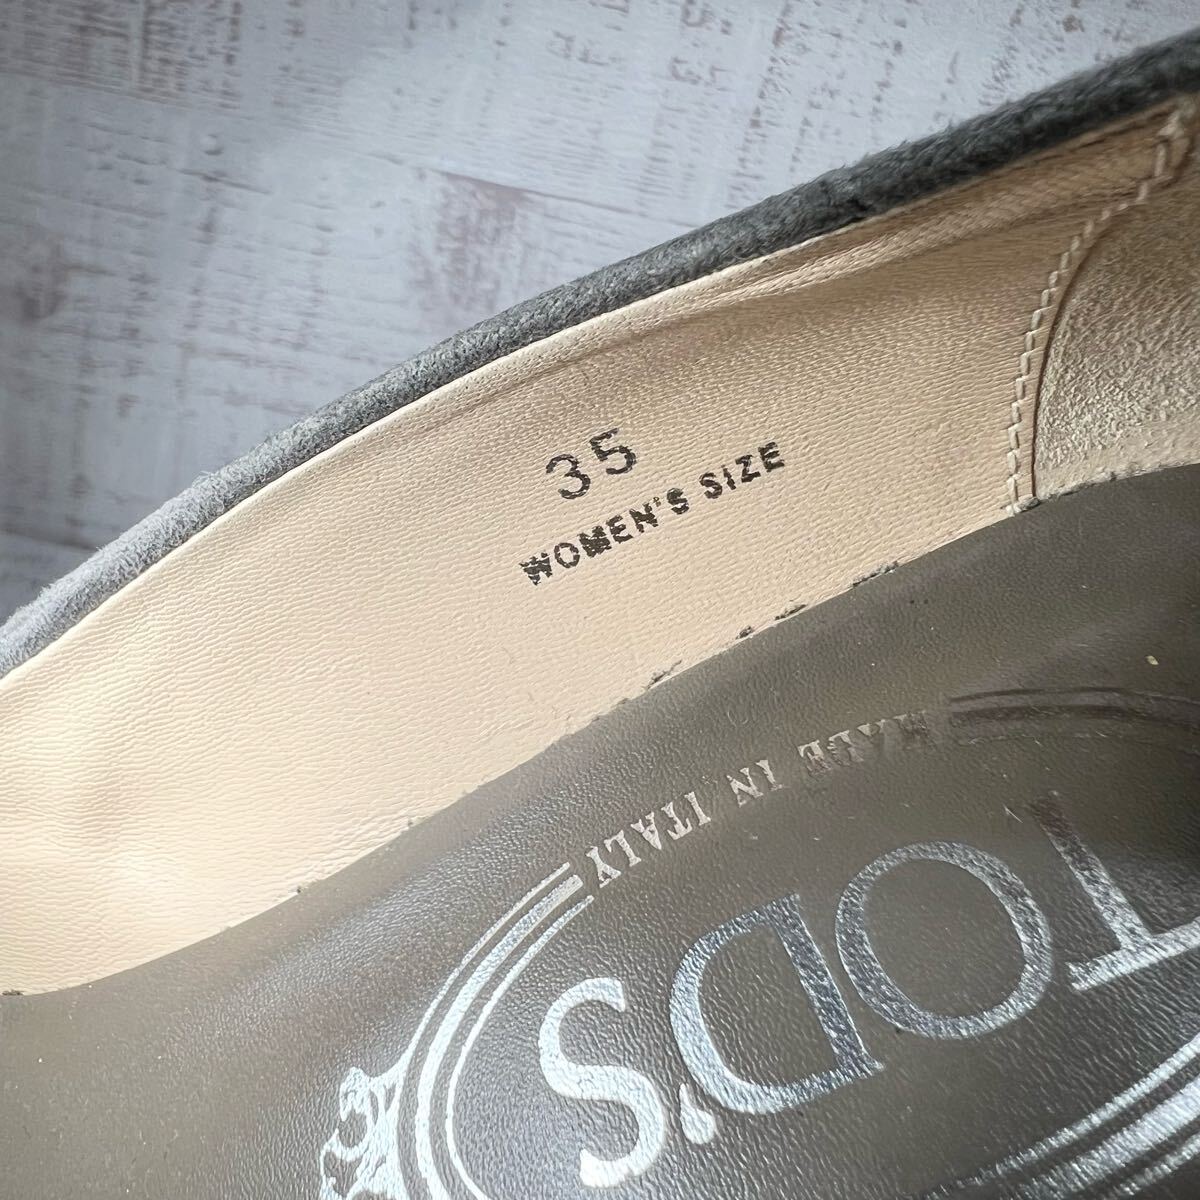 35
WOMEN'S SIZE
MADE IN ITALY
TOD'S